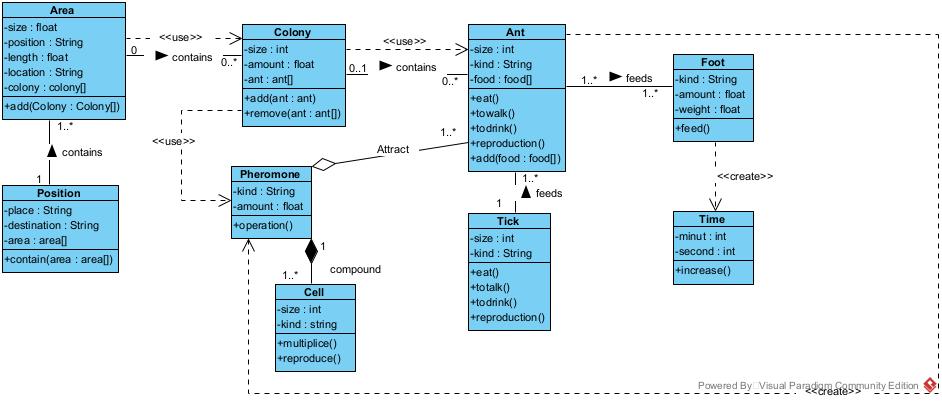 Area
-size : float
-position : String
-length : float
-location : String
-colony : colony[]
+add(Colony : Colony[])
<<use>>
0
contains
0..*
Colony
-size : int
-amount : float
-ant : ant[]
+add(ant : ant)
+remove(ant : ant[])
<<use>>
0..1
contains
0..*
Ant
-size : int
-kind : String
-food : food[]
+eat()
+towalk()
+todrink()
+reproduction()
+add(food : food[])
1..*
feeds
1..*
Foot
-kind : String
-amount : float
-weight : float
+feed()
1..*
contains
1
<<use>>
Attract
1..*
<<create>>
Position
-place : String
-destination : String
-area : area[]
+contain(area : area[])
Pheromone
-kind : String
-amount : float
+operation()
1..*
feeds
1
Tick
-size : int
-kind : String
+eat()
+totalk()
+todrink()
+reproduction()
Time
-minut : int
-second : int
+increase()
1
compound
1..*
Cell
-size : int
-kind : string
+multiplice()
+reproduce()
Powered By Visual Paradigm Community Edition
<<create>>